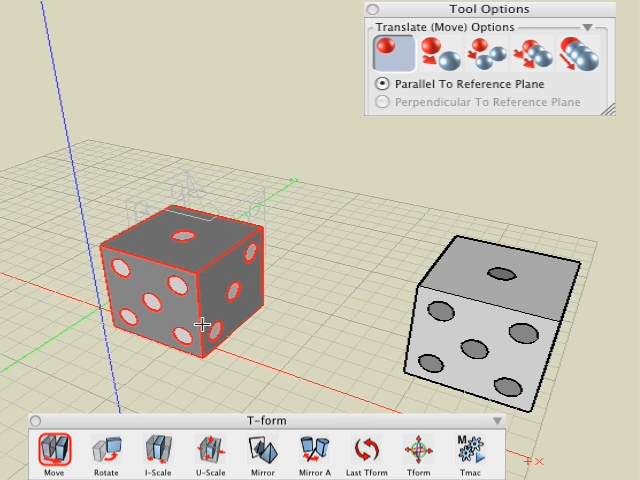 Tool Options
Translate (Move) Options
Parallel To Reference Plane
Perpendicular To Reference Plane
T-form
Move Rotate I-Scale U-Scale Mirror Mirror A Last Tform Tform Tmac
M
X